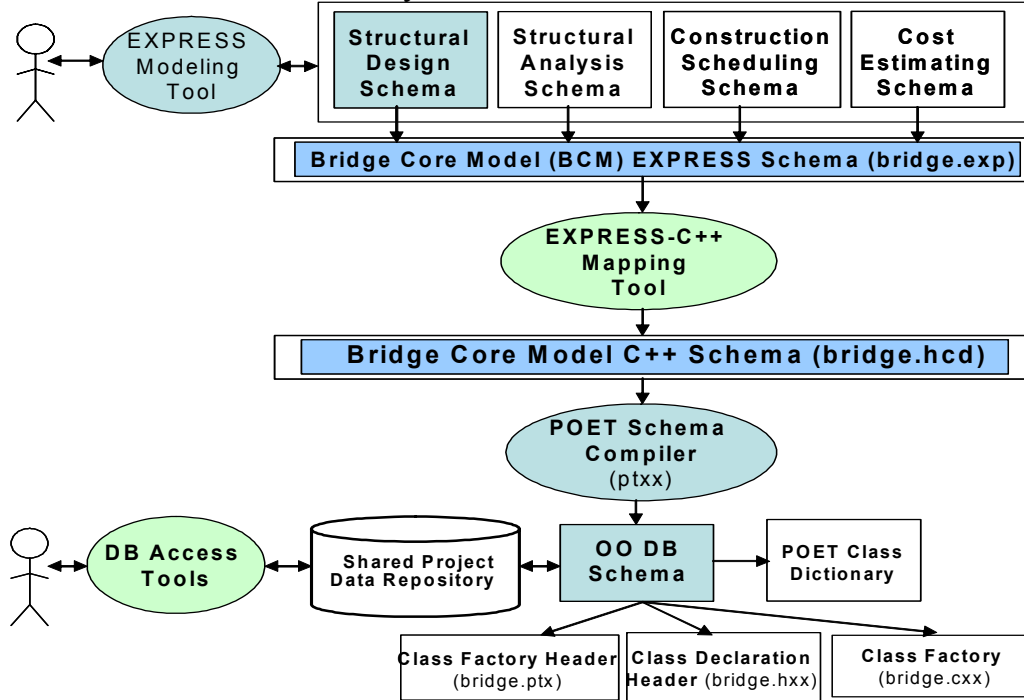 EXPRESS
Modeling
Tool
Structural
Design
Schema
Structural
Analysis
Schema
Construction
Scheduling
Schema
Cost
Estimating
Schema
Bridge Core Model (BCM) EXPRESS Schema (bridge.exp)
EXPRESS-C++
Mapping
Tool
Bridge Core Model C++ Schema (bridge.hcd)
POET Schema
Compiler
(ptxx)
DB Access
Tools
Shared Project
Data Repository
OO DB
Schema
POET Class
Dictionary
Class Factory Header
(bridge.ptx)
Class Declaration
Header (bridge.hxx)
Class Factory
(bridge.cxx)